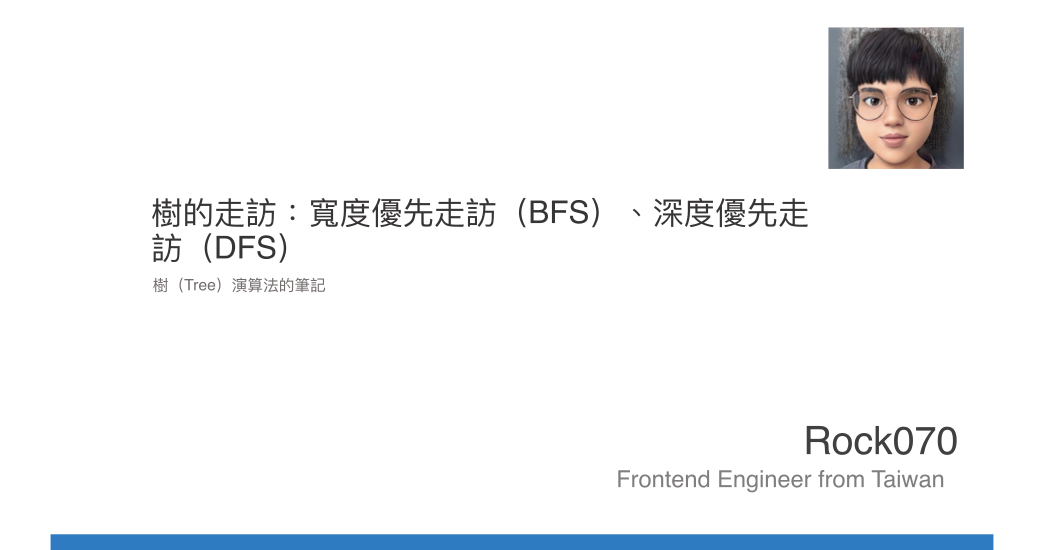 樹的走訪：寬度優先走訪（BFS）、深度優先走
訪（DFS）
樹（Tree）演算法的筆記
Rock070
Frontend Engineer from Taiwan